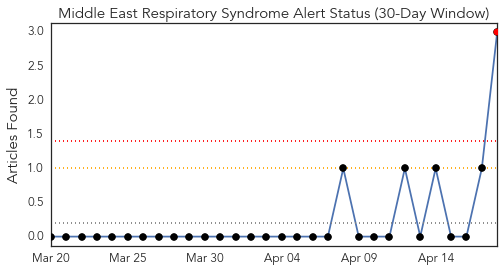 Middle East Respiratory Syndrome Alert Status (30-Day Window)
Articles Found
3.0
2.5
2.0
1.5
1.0
0.5
0.0
Mar 20 Mar 25 Mar 30 Apr 04 Apr 09 Apr 14